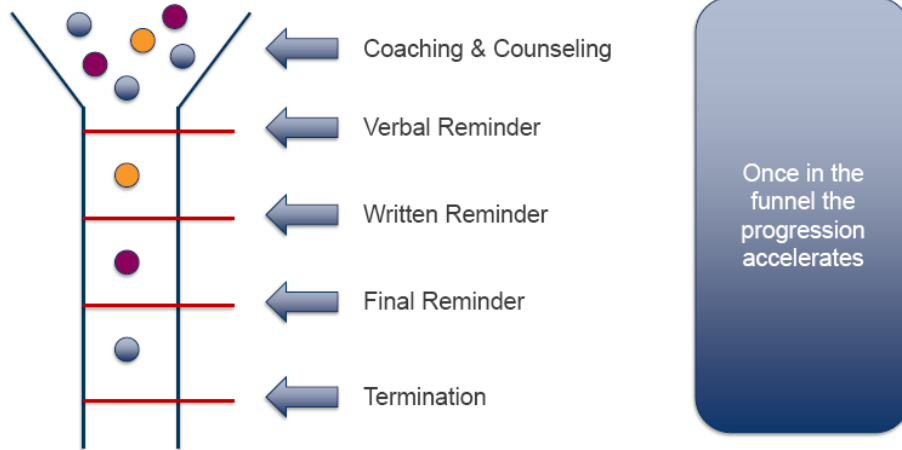 Coaching & Counseling
Verbal Reminder
Written Reminder
Final Reminder
Termination
Once in the
funnel the
progression
accelerates